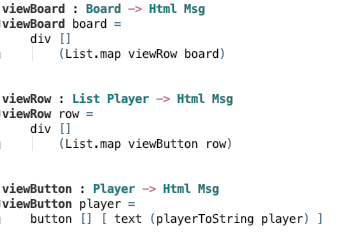 viewBoard : Board -> Html Msg
viewBoard board =
    div []
        (List.map viewRow board)

viewRow : List Player -> Html Msg
viewRow row =
    div []
        (List.map viewButton row)

viewButton : Player -> Html Msg
viewButton player =
    button [] [ text (playerToString player) ]